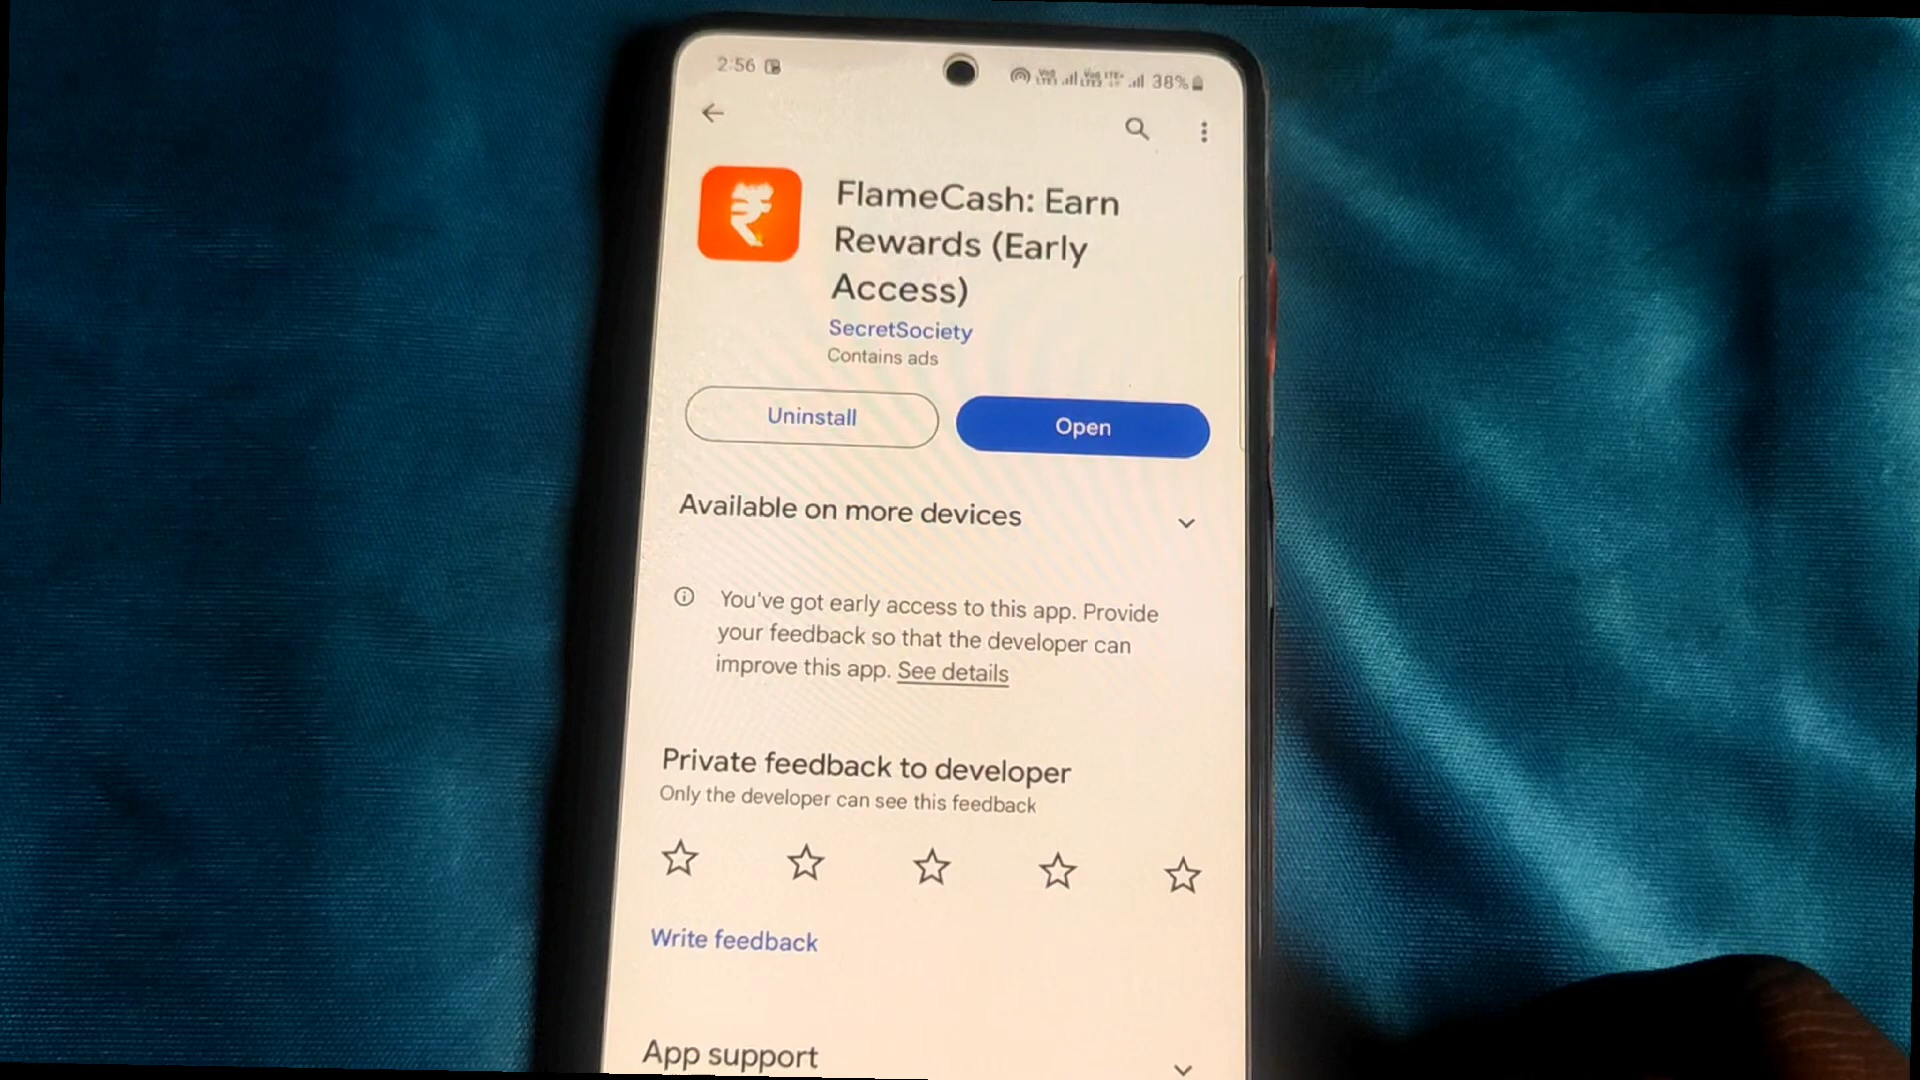 2:56
38%
FlameCash: Earn
Rewards (Early
Access)
SecretSociety
Contains ads
Uninstall
Open
Available on more devices
You've got early access to this app. Provide
your feedback so that the developer can
improve this app. See details
Private feedback to developer
Only the developer can see this feedback
Write feedback
App support